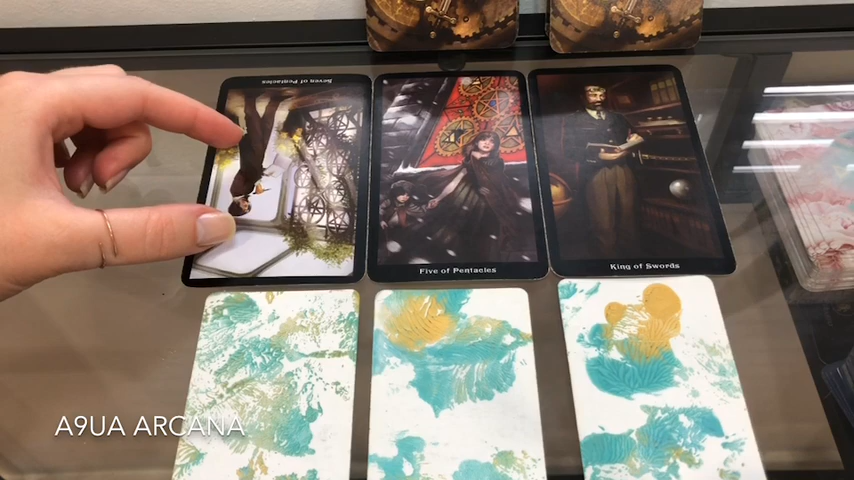 Seven of Pentacles
Five of Pentacles
King of Swords
A9UA ARCANA